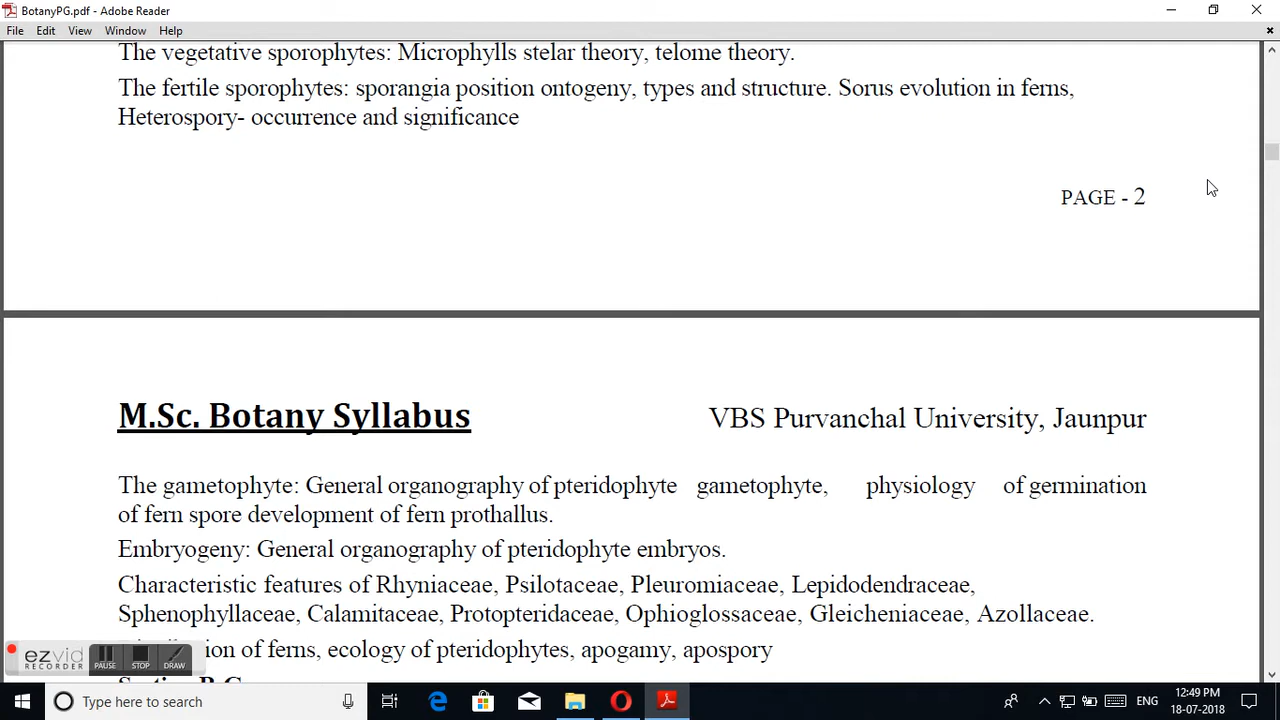 BotanyPG.pdf - Adobe Reader
File Edit View Window Help
The vegetative sporophytes: Microphylls stelar theory, telome theory.
The fertile sporophytes: sporangia position ontogeny, types and structure. Sorus evolution in ferns,
Heterospory- occurrence and significance
PAGE - 2
M.Sc. Botany Syllabus VBS Purvanchal University, Jaunpur
The gametophyte: General organography of pteridophyte gametophyte, physiology of germination
of fern spore development of fern prothallus.
Embryogeny: General organography of pteridophyte embryos.
Characteristic features of Rhyniaceae, Psilotaceae, Pleuromiaceae, Lepidodendraceae,
Sphenophyllaceae, Calamitaceae, Protopteridaceae, Ophioglossaceae, Gleicheniaceae, Azollaceae.
of ferns, ecology of pteridophytes, apogamy, apospory
ezvid
RECORDER
PAUSE STOP DRAW
Type here to search
ENG
12:49 PM
18-07-2018